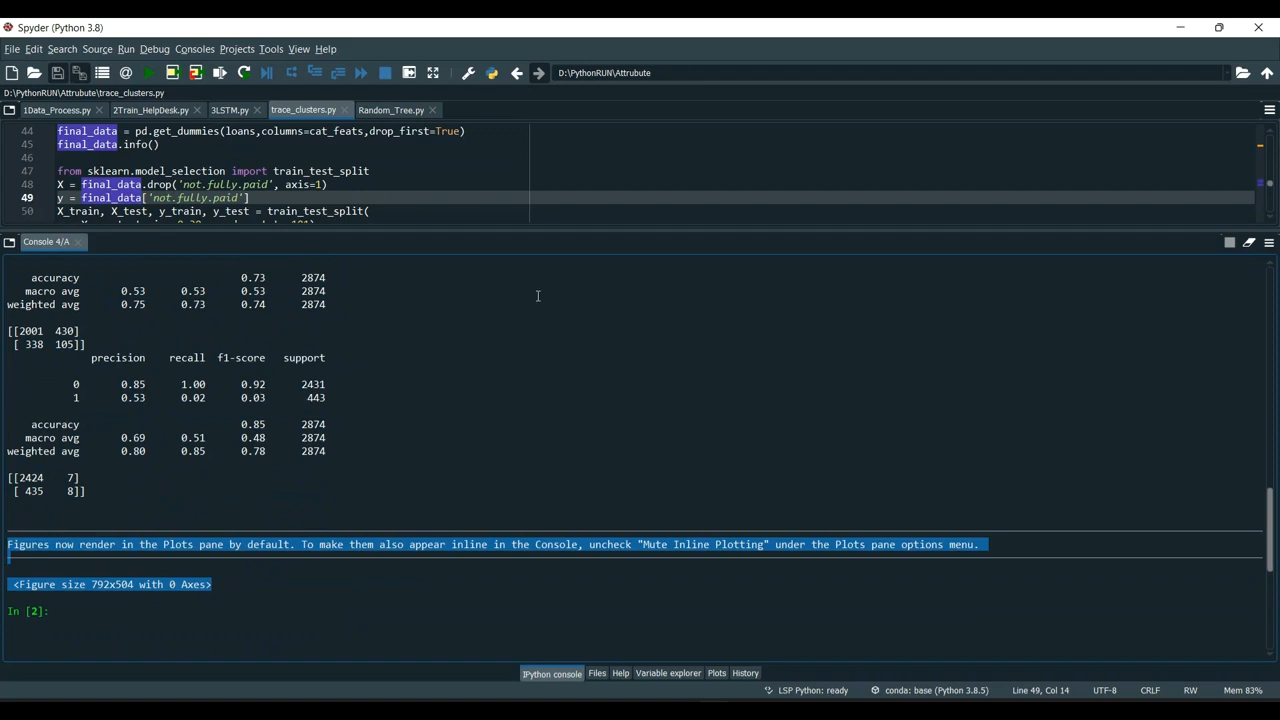 Spyder (Python 3.8)
File Edit Search Source Run Debug Consoles Projects Tools View Help
D:\PythonRUN\Attrubute
D:\PythonRUN\Attrubute\trace_clusters.py
1Data_Process.py 2Train_HelpDesk.py 3LSTM.py trace_clusters.py Random_Tree.py
44 final_data = pd.get_dummies(loans,columns=cat_feats,drop_first=True)
45 final_data.info()
46
47 from sklearn.model_selection import train_test_split
48 X = final_data.drop('not.fully.paid', axis=1)
49 y = final_data['not.fully.paid']
50 X_train, X_test, y_train, y_test = train_test_split(
Console 4/A
accuracy 0.73 2874
macro avg 0.53 0.53 0.53 2874
weighted avg 0.75 0.73 0.74 2874
[[2001 430]
[ 338 105]]
precision recall f1-score support
0 0.85 1.00 0.92 2431
1 0.53 0.02 0.03 443
accuracy 0.85 2874
macro avg 0.69 0.51 0.48 2874
weighted avg 0.80 0.85 0.78 2874
[[2424 7]
[ 435 8]]
Figures now render in the Plots pane by default. To make them also appear inline in the Console, uncheck "Mute Inline Plotting" under the Plots pane options menu.
<Figure size 792x504 with 0 Axes>
In [2]:
IPython console Files Help Variable explorer Plots History
LSP Python: ready conda: base (Python 3.8.5) Line 49, Col 14 UTF-8 CRLF RW Mem 83%